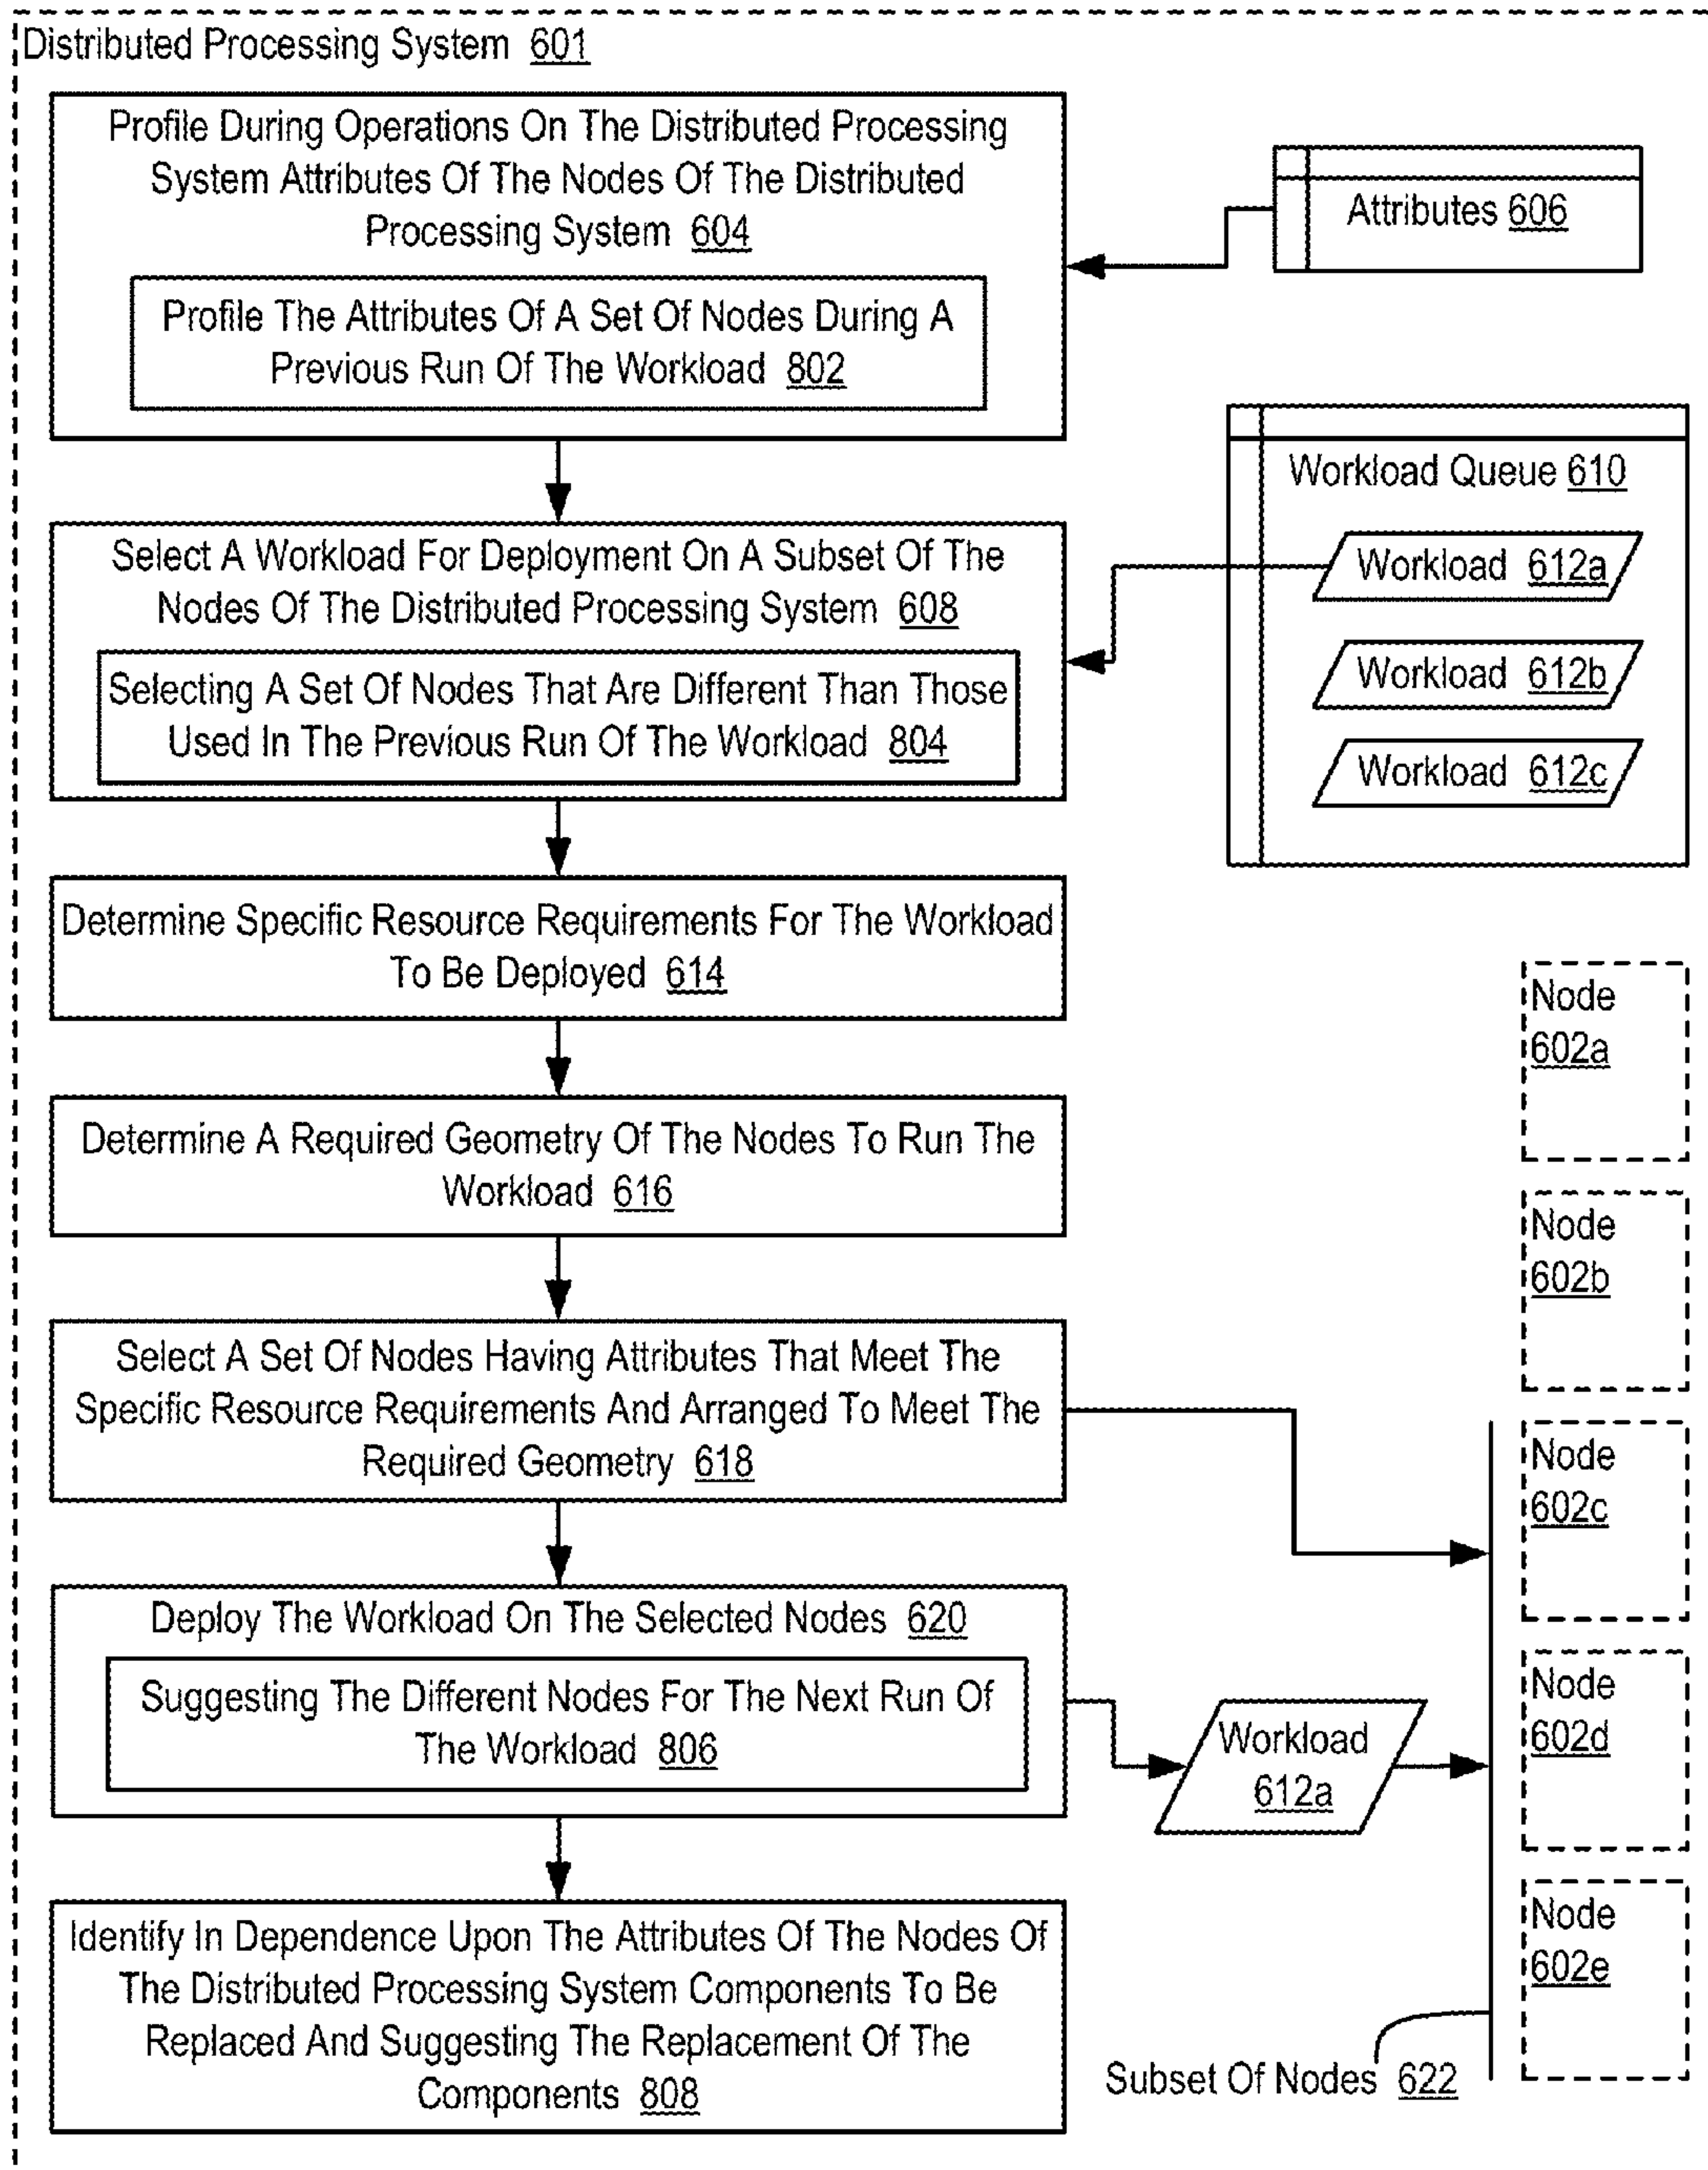 Distributed Processing System 601
Profile During Operations On The Distributed Processing
System Attributes Of The Nodes Of The Distributed
Processing System 604
Profile The Attributes Of A Set Of Nodes During A
Previous Run Of The Workload 802
Attributes 606
Workload Queue 610
Workload 612a
Workload 612b
Workload 612c
Select A Workload For Deployment On A Subset Of The
Nodes Of The Distributed Processing System 608
Selecting A Set Of Nodes That Are Different Than Those
Used In The Previous Run Of The Workload 804
Determine Specific Resource Requirements For The Workload
To Be Deployed 614
Determine A Required Geometry Of The Nodes To Run The
Workload 616
Select A Set Of Nodes Having Attributes That Meet The
Specific Resource Requirements And Arranged To Meet The
Required Geometry 618
Deploy The Workload On The Selected Nodes 620
Suggesting The Different Nodes For The Next Run Of
The Workload 806
Workload
612a
Identify In Dependence Upon The Attributes Of The Nodes Of
The Distributed Processing System Components To Be
Replaced And Suggesting The Replacement Of The
Components 808
Node
602a
Node
602b
Node
602c
Node
602d
Node
602e
Subset Of Nodes 622